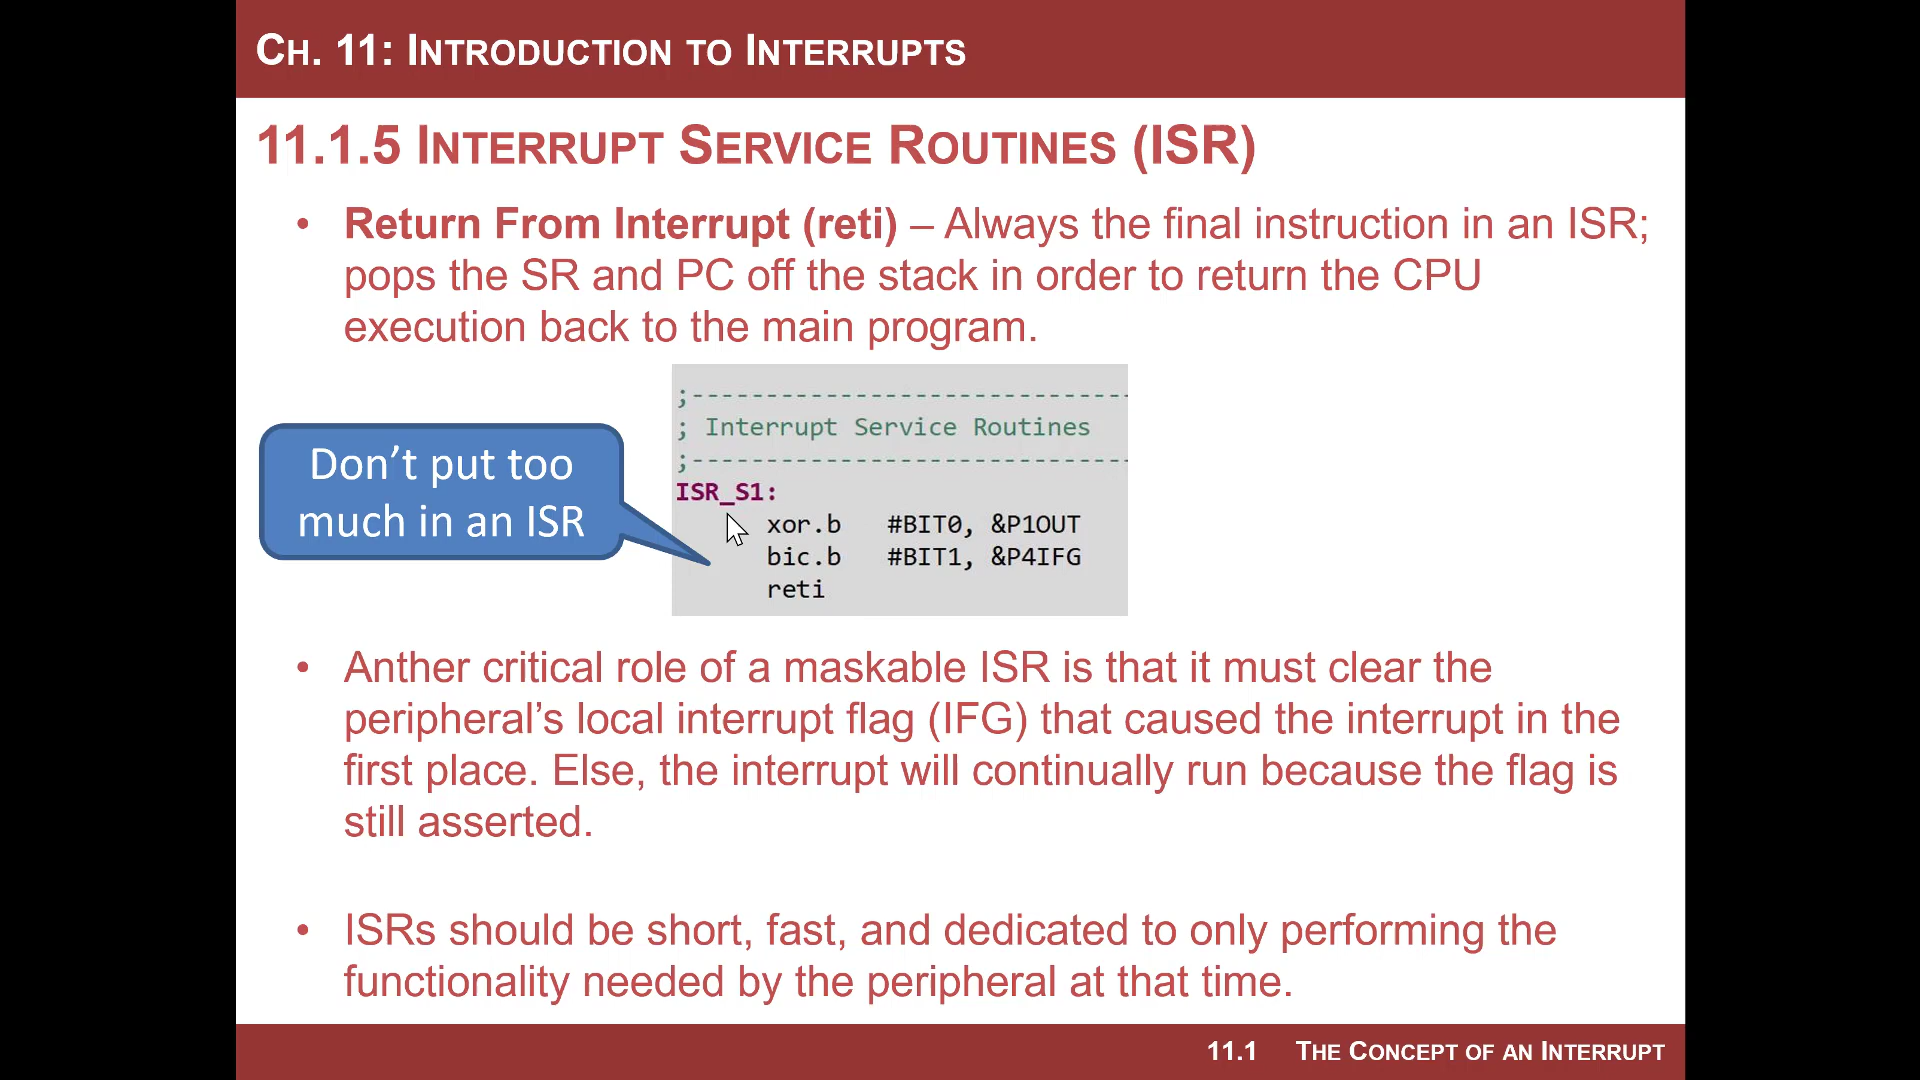 CH. 11: INTRODUCTION TO INTERRUPTS
11.1.5 INTERRUPT SERVICE ROUTINES (ISR)
• Return From Interrupt (reti) – Always the final instruction in an ISR;
pops the SR and PC off the stack in order to return the CPU
execution back to the main program.
;------------------------------
; Interrupt Service Routines
;------------------------------
ISR_S1:
xor.b #BIT0, &P1OUT
bic.b #BIT1, &P4IFG
reti
Don’t put too
much in an ISR
• Anther critical role of a maskable ISR is that it must clear the
peripheral’s local interrupt flag (IFG) that caused the interrupt in the
first place. Else, the interrupt will continually run because the flag is
still asserted.
• ISRs should be short, fast, and dedicated to only performing the
functionality needed by the peripheral at that time.
11.1 THE CONCEPT OF AN INTERRUPT